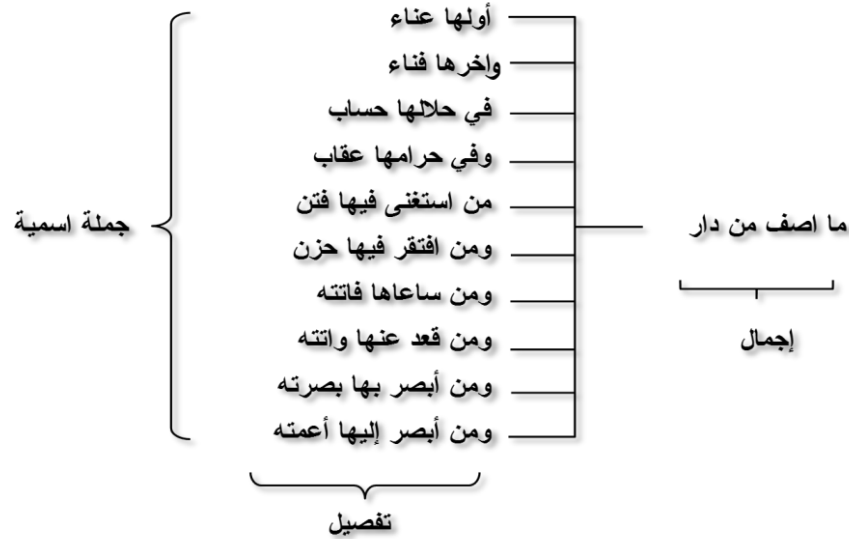 ما اصف من دار
إجمال
أولها عناء
واخرها فناء
في حلالها حساب
وفي حرامها عقاب
من استغنى فيها فتن
ومن افتقر فيها حزن
ومن ساعاها فاتته
ومن قعد عنها واتته
ومن أبصر بها بصرته
ومن أبصر إليها أعمته
تفصيل
جملة اسمية